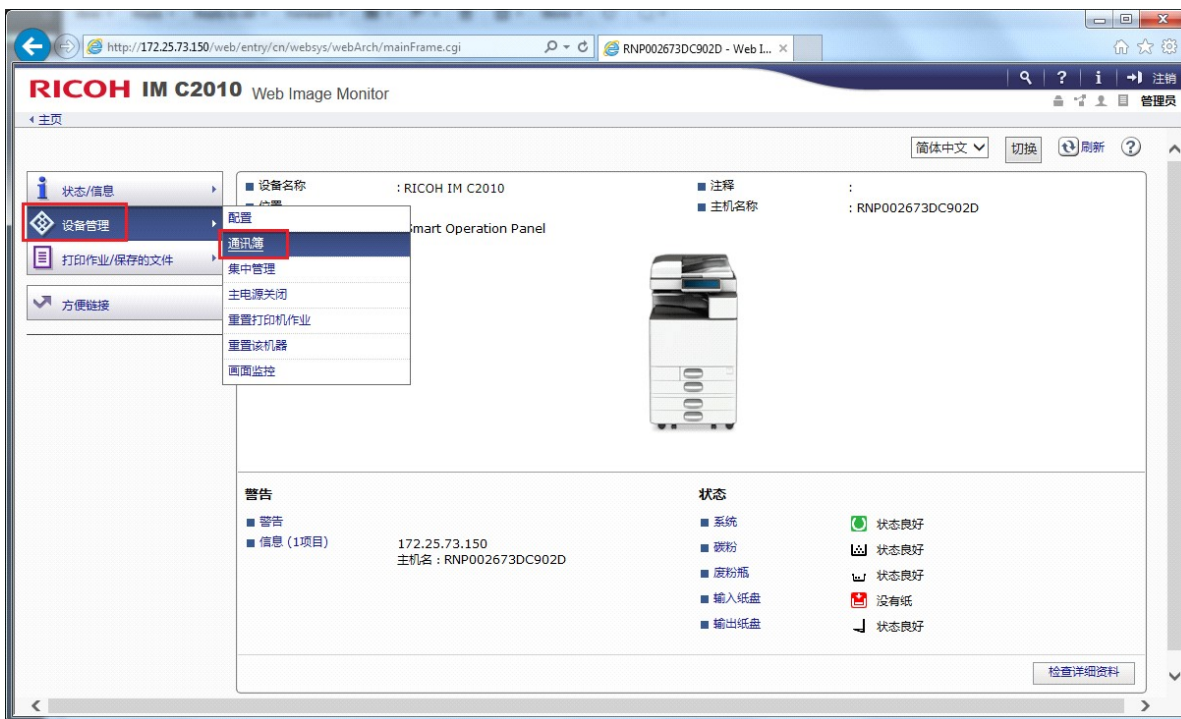 http://172.25.73.150/web/entry/cn/websys/webArch/mainFrame.cgi
RNP002673DC902D - Web I...
RICOH IM C2010 Web Image Monitor
? i 注销
管理员
主页
简体中文 切换 刷新 ?
状态/信息
设备管理
打印作业/保存的文件
方便链接
配置
通讯簿
集中管理
主电源关闭
重置打印机作业
重置该机器
画面监控
设备名称 : RICOH IM C2010
位置
Smart Operation Panel
注释 :
主机名称 : RNP002673DC902D
警告
警告
信息 (1项目) 172.25.73.150
主机名 : RNP002673DC902D
状态
系统 状态良好
碳粉 状态良好
废粉瓶 状态良好
输入纸盘 没有纸
输出纸盘 状态良好
检查详细资料